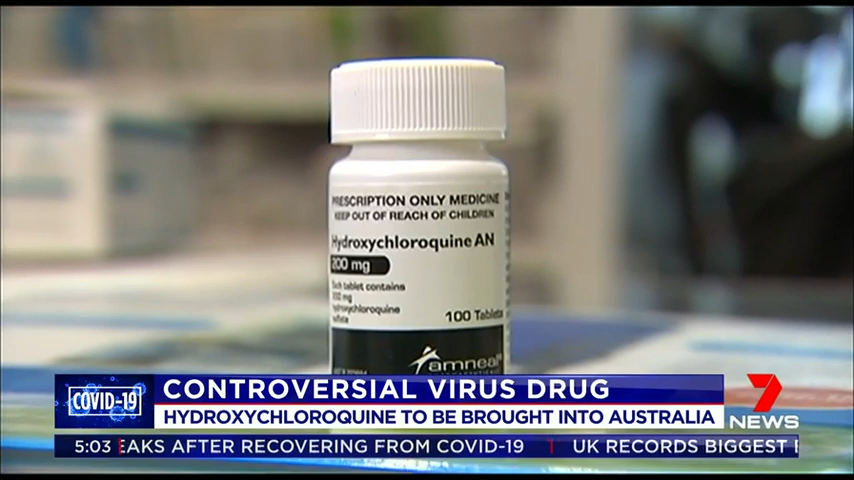 PRESCRIPTION ONLY MEDICINE
KEEP OUT OF REACH OF CHILDREN
Hydroxychloroquine AN
200 mg
Each tablet contains
200 mg
hydroxychloroquine
sulfate
100 Tablets
amneal
COVID-19
CONTROVERSIAL VIRUS DRUG
HYDROXYCHLOROQUINE TO BE BROUGHT INTO AUSTRALIA
7
NEWS
5:03 EAKS AFTER RECOVERING FROM COVID-19 | UK RECORDS BIGGEST